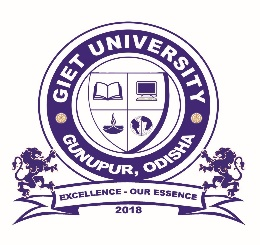 GIET UNIVERSITY
GUNUPUR, ODISHA
EXCELLENCE - OUR ESSENCE
2018